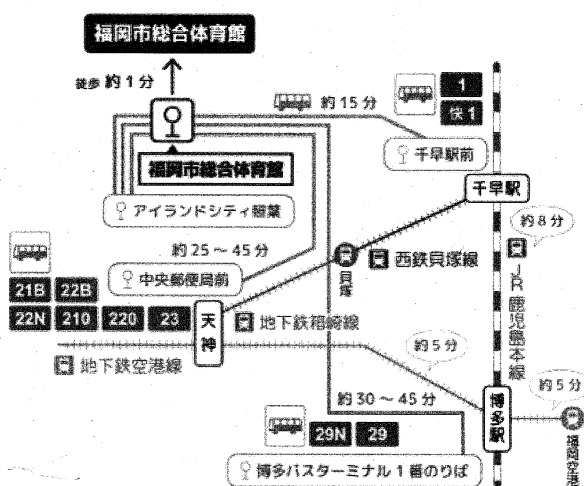 福岡市総合体育館
徒歩 約1分
約15分
1
快1
福岡市総合体育館
千早駅前
千早駅
アイランドシティ照葉
約8分
約25～45分
西鉄貝塚線
貝塚
JR鹿児島本線
中央郵便局前
21B 22B
22N 210 220 23
天神
地下鉄箱崎線
地下鉄空港線
約5分
約30～45分
博多駅
約5分
福岡空港
29N 29
博多バスターミナル1番のりば